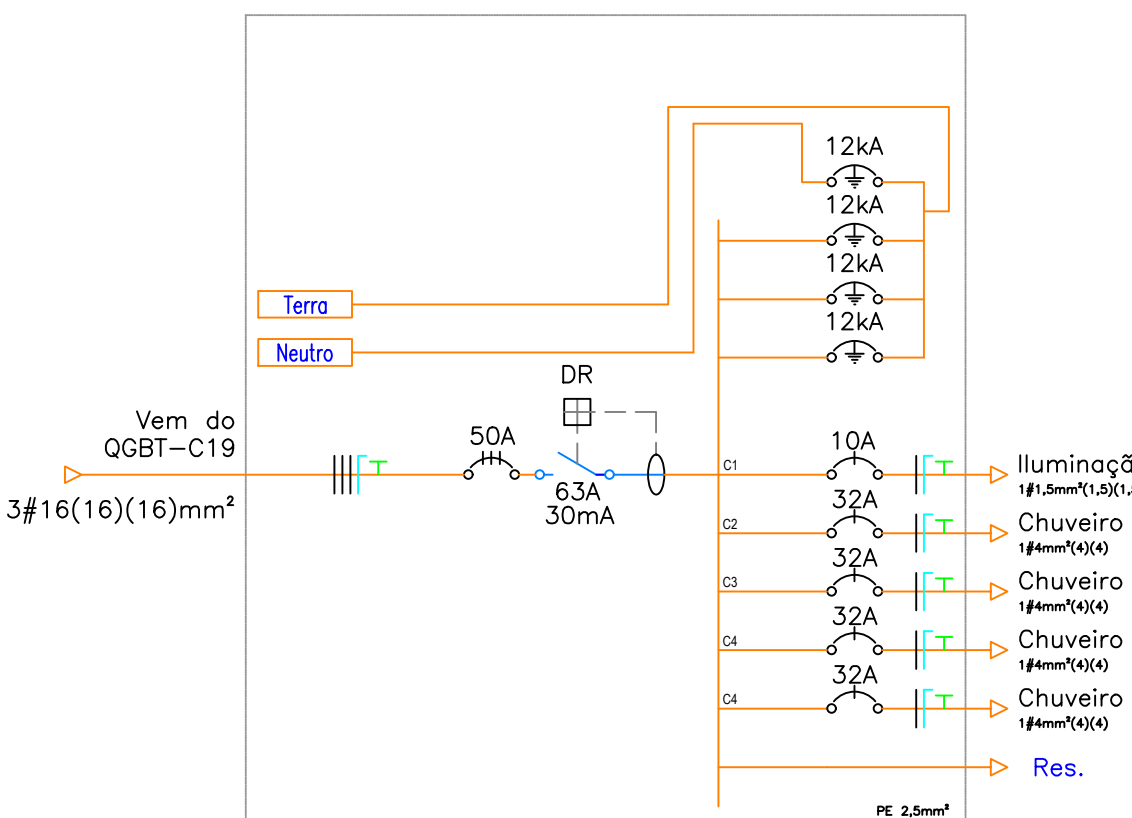 12kA
12kA
12kA
12kA
Terra
Neutro
DR
Vem do
QGBT-C19
3#16(16)(16)mm²
50A
63A
30mA
C1
10A
1#1,5mm²(1,5)
C2
32A
Chuveiro
1#4mm²(4)(4)
C3
32A
Chuveiro
1#4mm²(4)(4)
C4
32A
Chuveiro
1#4mm²(4)(4)
C4
32A
Chuveiro
1#4mm²(4)(4)
Res.
PE 2,5mm²